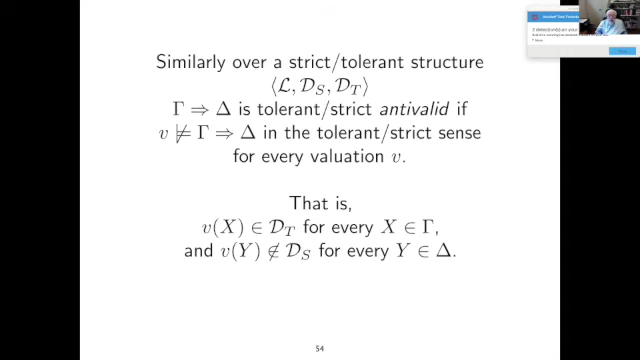 Similarly over a strict/tolerant structure
⟨ℒ, 𝒟_S, 𝒟_T⟩
Γ ⇒ Δ is tolerant/strict antivalid if
v ⊭ Γ ⇒ Δ in the tolerant/strict sense
for every valuation v.
That is,
v(X) ∈ 𝒟_T for every X ∈ Γ,
and v(Y) ∉ 𝒟_S for every Y ∈ Δ.
54